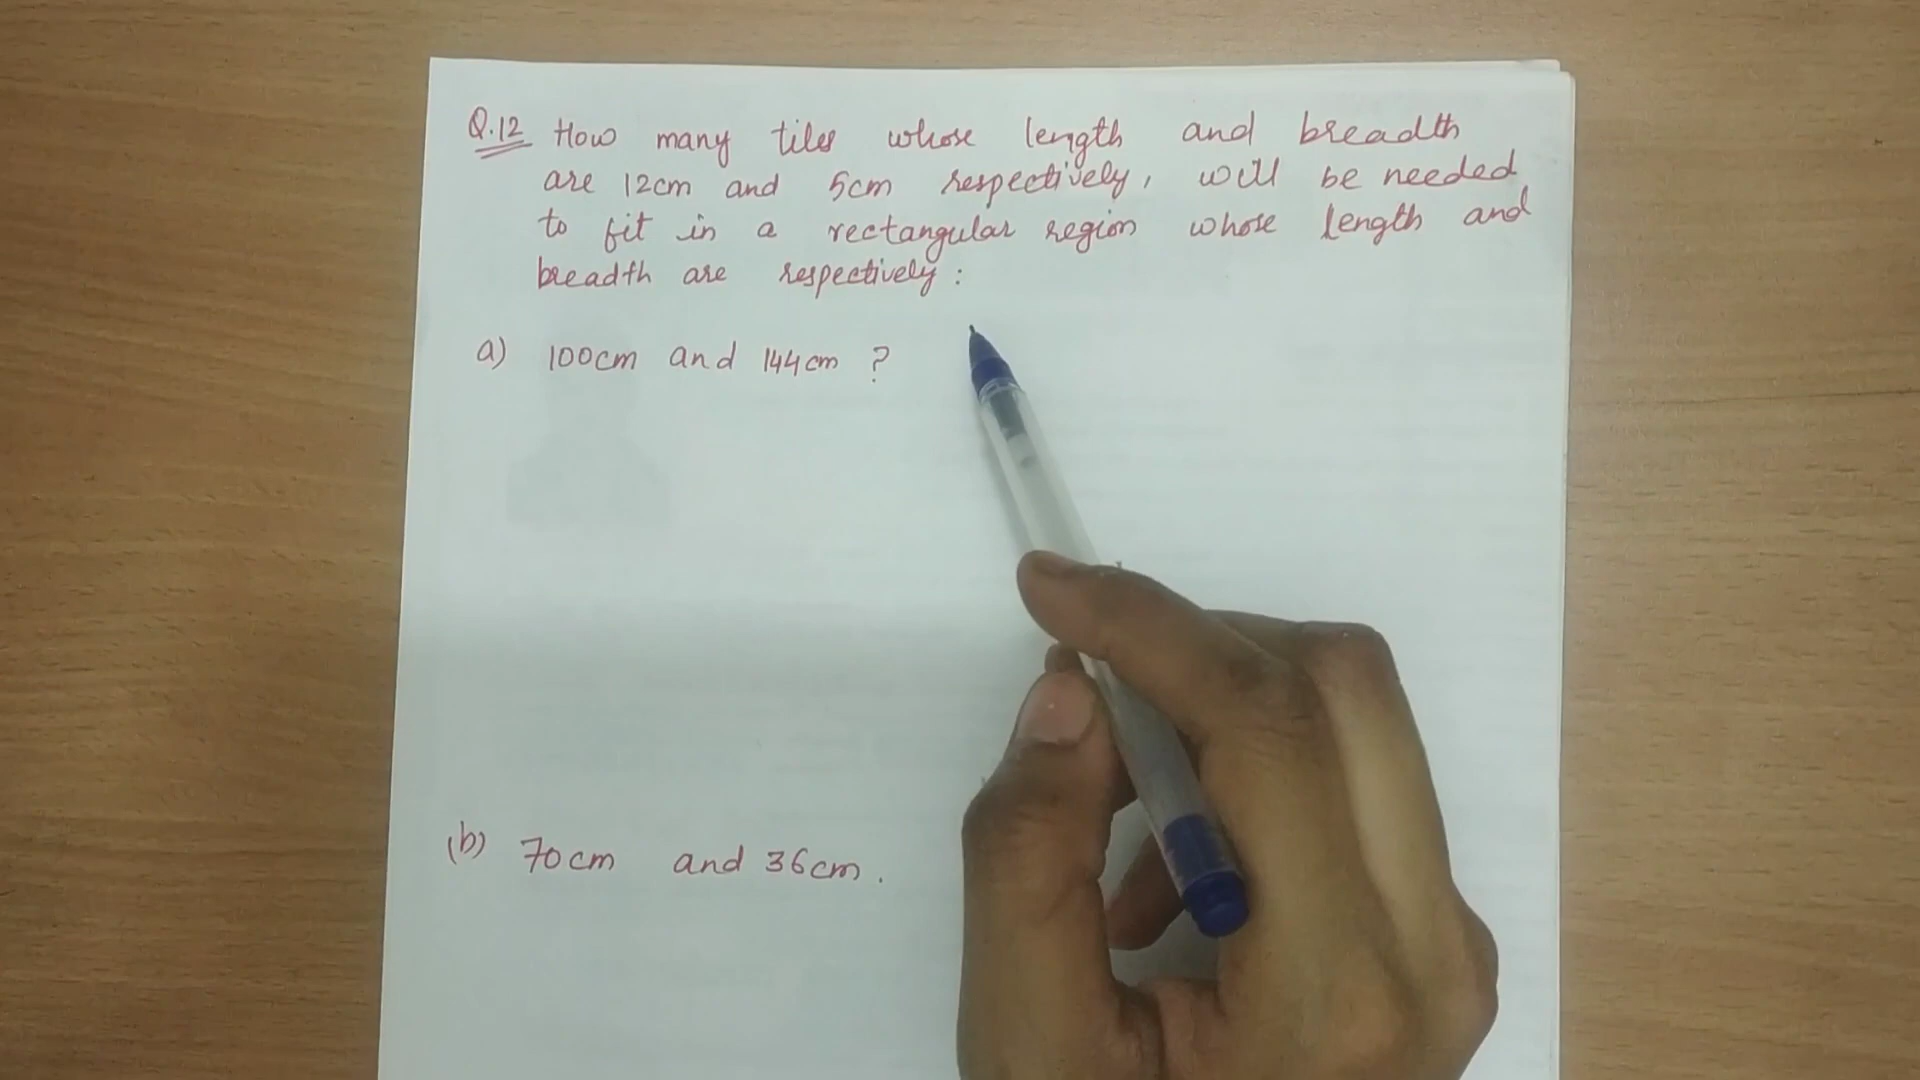 Q.12 How many tiles whose length and breadth
are 12cm and 5cm respectively, will be needed
to fit in a rectangular region whose length and
breadth are respectively:
a) 100cm and 144cm ?
(b) 70cm and 36cm.